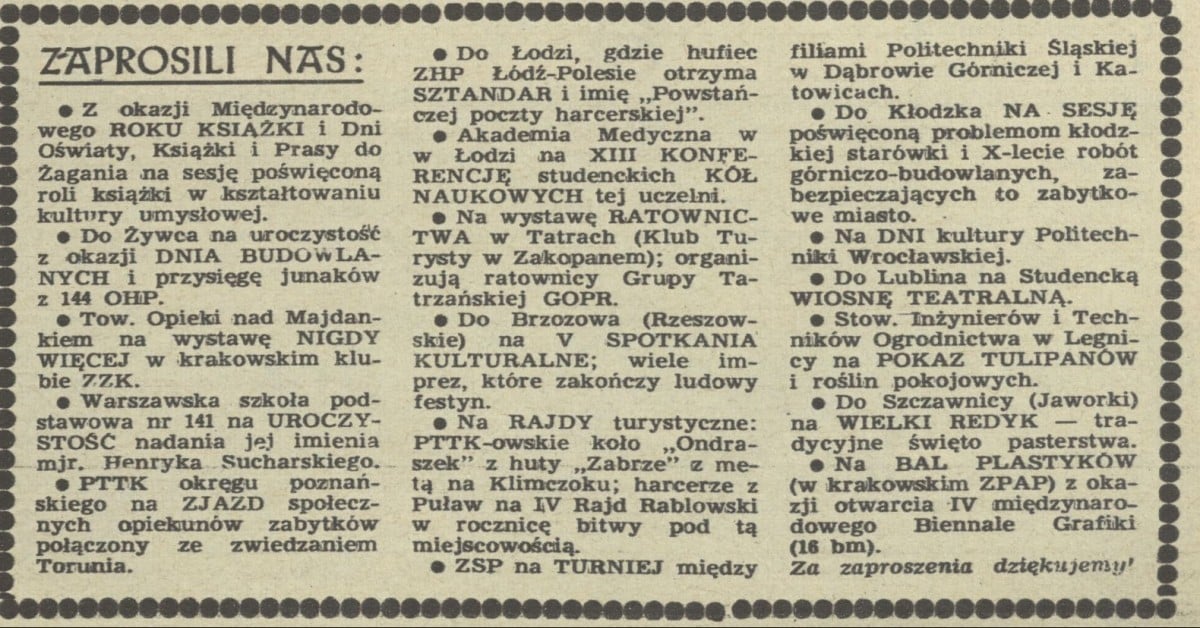 ZAPROSILI NAS:
● Z okazji Międzynarodo-
wego ROKU KSIĄŻKI i Dni
Oświaty, Książki i Prasy do
Żagania na sesję poświęconą
roli książki w kształtowaniu
kultury umysłowej.
● Do Żywca na uroczystość
z okazji DNIA BUDOWLA-
NYCH i przysięgę junaków
z 144 OHP.
● Tow. Opieki nad Majdan-
kiem na wystawę NIGDY
WIĘCEJ w krakowskim klu-
bie ZZK.
● Warszawska szkoła pod-
stawowa nr 141 na UROCZY-
STOŚĆ nadania jej imienia
mjr. Henryka Sucharskiego.
● PTTK okręgu poznań-
skiego na ZJAZD społecz-
nych opiekunów zabytków
połączony ze zwiedzaniem
Torunia.
● Do Łodzi, gdzie hufiec
ZHP Łódź-Polesie otrzyma
SZTANDAR i imię „Powstań-
czej poczty harcerskiej”.
● Akademia Medyczna w
w Łodzi na XIII KONFE-
RENCJĘ studenckich KÓŁ
NAUKOWYCH tej uczelni.
● Na wystawę RATOWNIC-
TWA w Tatrach (Klub Tu-
rysty w Zakopanem); organi-
zują ratownicy Grupy Ta-
trzańskiej GOPR.
● Do Brzozowa (Rzeszow-
skie) na V SPOTKANIA
KULTURALNE; wiele im-
prez, które zakończy ludowy
festyn.
● Na RAJDY turystyczne:
PTTK-owskie koło „Ondra-
szek” z huty „Zabrze” z me-
tą na Klimczoku; harcerze z
Puław na IV Rajd Rablowski
w rocznicę bitwy pod tą
miejscowością.
● ZSP na TURNIEJ między
filiami Politechniki Śląskiej
w Dąbrowie Górniczej i Ka-
towicach.
● Do Kłodzka NA SESJĘ
poświęconą problemom kłodz-
kiej starówki i X-lecie robót
górniczo-budowlanych, za-
bezpieczających to zabytko-
we miasto.
● Na DNI kultury Politech-
niki Wrocławskiej.
● Do Lublina na Studencką
WIOSNĘ TEATRALNĄ.
● Stow. Inżynierów i Tech-
ników Ogrodnictwa w Legni-
cy na POKAZ TULIPANÓW
i roślin pokojowych.
● Do Szczawnicy (Jaworki)
na WIELKI REDYK — tra-
dycyjne święto pasterstwa.
● Na BAL PLASTYKÓW
(w krakowskim ZPAP) z oka-
zji otwarcia IV międzynaro-
dowego Biennale Grafiki
(16 bm).
Za zaproszenia dziękujemy!